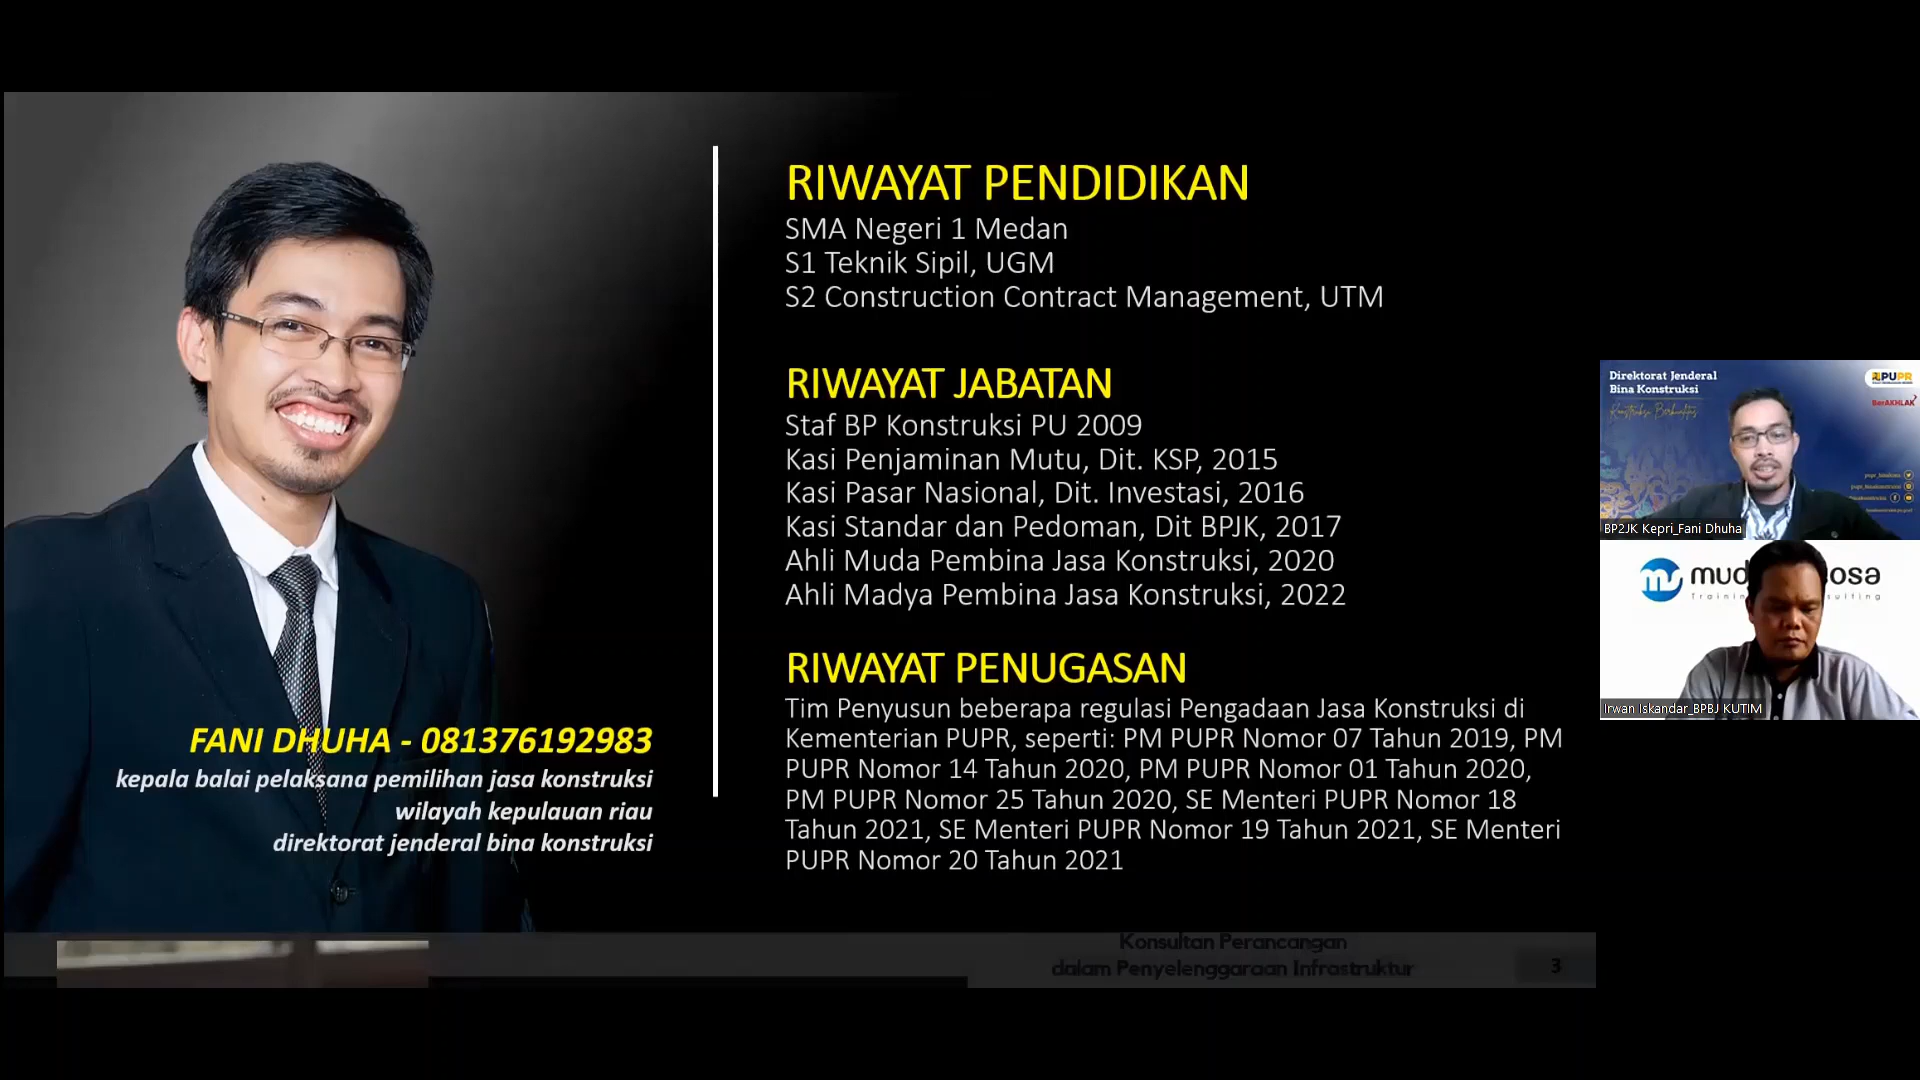 RIWAYAT PENDIDIKAN
SMA Negeri 1 Medan
S1 Teknik Sipil, UGM
S2 Construction Contract Management, UTM
RIWAYAT JABATAN
Staf BP Konstruksi PU 2009
Kasi Penjaminan Mutu, Dit. KSP, 2015
Kasi Pasar Nasional, Dit. Investasi, 2016
Kasi Standar dan Pedoman, Dit BPJK, 2017
Ahli Muda Pembina Jasa Konstruksi, 2020
Ahli Madya Pembina Jasa Konstruksi, 2022
RIWAYAT PENUGASAN
Tim Penyusun beberapa regulasi Pengadaan Jasa Konstruksi di
Kementerian PUPR, seperti: PM PUPR Nomor 07 Tahun 2019, PM
PUPR Nomor 14 Tahun 2020, PM PUPR Nomor 01 Tahun 2020,
PM PUPR Nomor 25 Tahun 2020, SE Menteri PUPR Nomor 18
Tahun 2021, SE Menteri PUPR Nomor 19 Tahun 2021, SE Menteri
PUPR Nomor 20 Tahun 2021
FANI DHUHA - 081376192983
kepala balai pelaksana pemilihan jasa konstruksi
wilayah kepulauan riau
direktorat jenderal bina konstruksi
Konsultan Perancangan
dalam Penyelenggaraan Infrastruktur
3
Direktorat Jenderal
Bina Konstruksi
Konstruksi Berkualitas
PUPR
BerAKHLAK
BP2JK Kepri_Fani Dhuha
Irwan Iskandar_BPBJ KUTIM